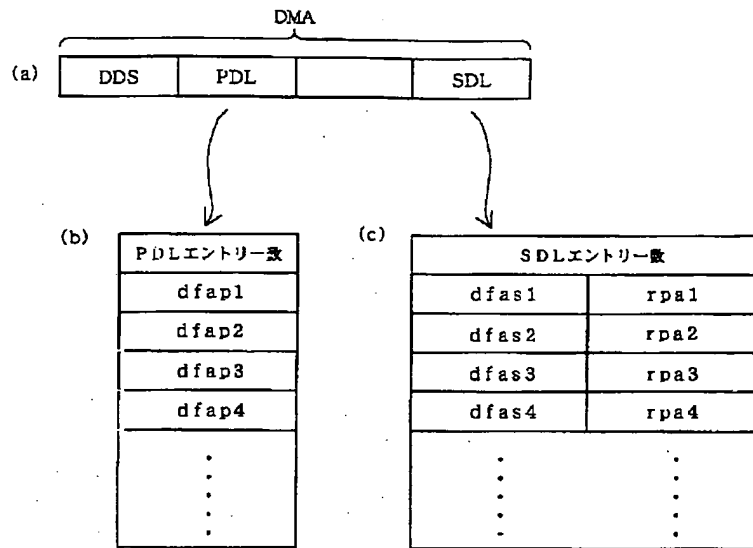 DMA
(a) DDS PDL SDL
(b) (c)
PDLエントリー数 SDLエントリー数
dfap1 dfas1 rpa1
dfap2 dfas2 rpa2
dfap3 dfas3 rpa3
dfap4 dfas4 rpa4